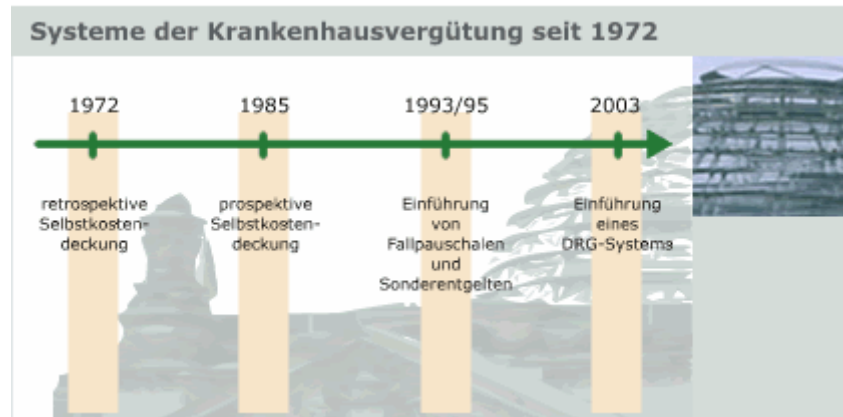 Systeme der Krankenhausvergütung seit 1972
1972
retrospektive
Selbstkosten-
deckung
1985
prospektive
Selbstkosten-
deckung
1993/95
Einführung
von
Fallpauschalen
und
Sonderentgelten
2003
Einführung
eines
DRG-Systems